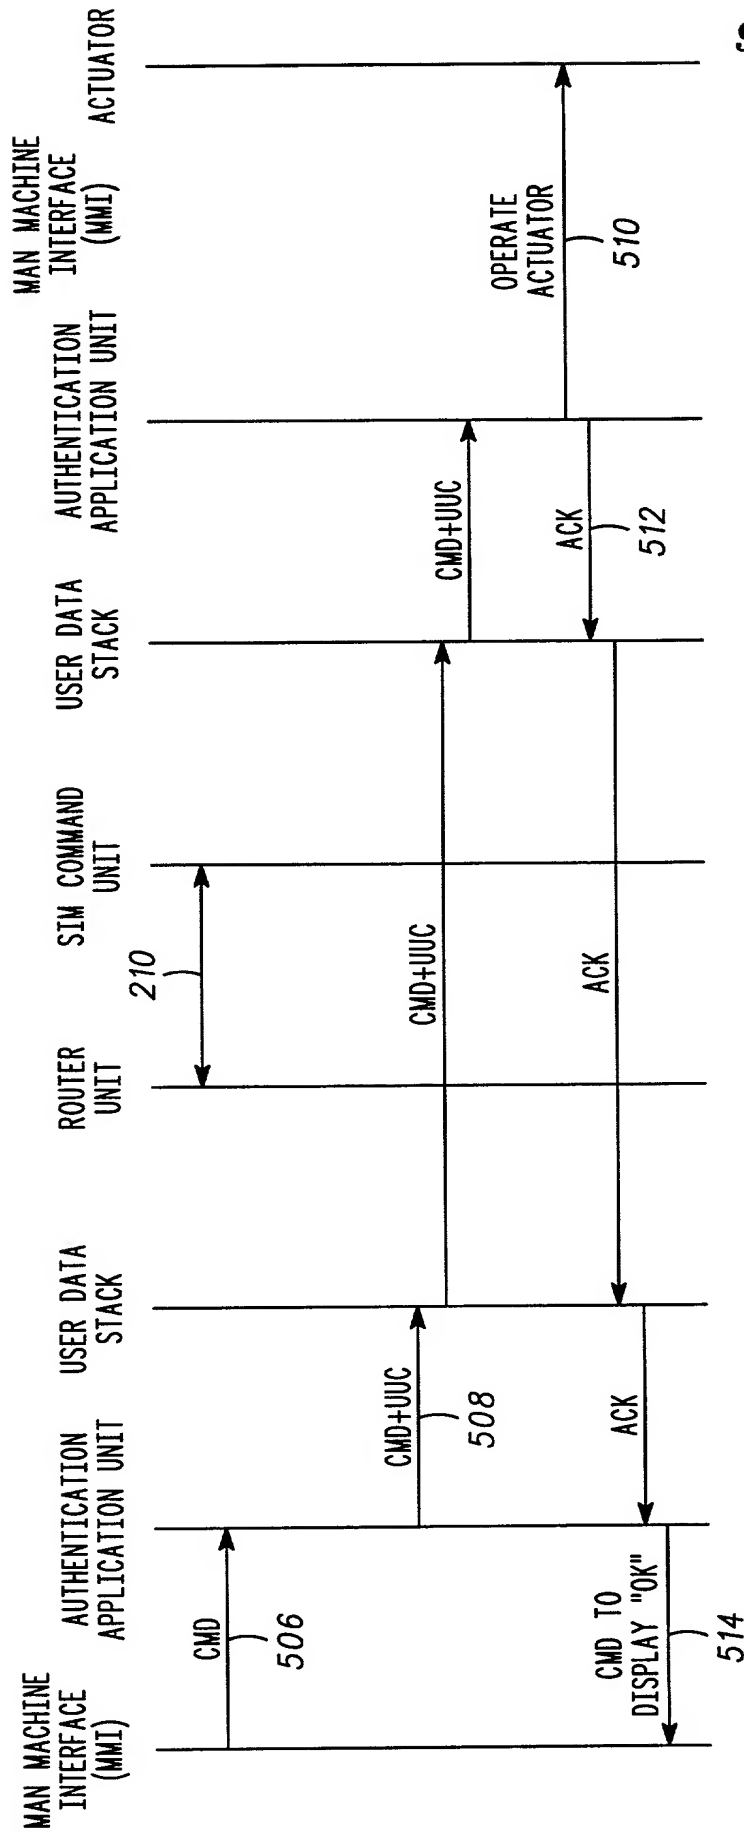 MAN MACHINE
INTERFACE
(MMI)
AUTHENTICATION
APPLICATION UNIT
USER DATA
STACK
ROUTER
UNIT
SIM COMMAND
UNIT
USER DATA
STACK
AUTHENTICATION
APPLICATION UNIT
MAN MACHINE
INTERFACE
(MMI)
ACTUATOR
210
CMD
506
CMD+UUC
508
CMD+UUC
CMD+UUC
OPERATE
ACTUATOR
510
ACK
512
ACK
ACK
CMD TO
DISPLAY "OK"
514